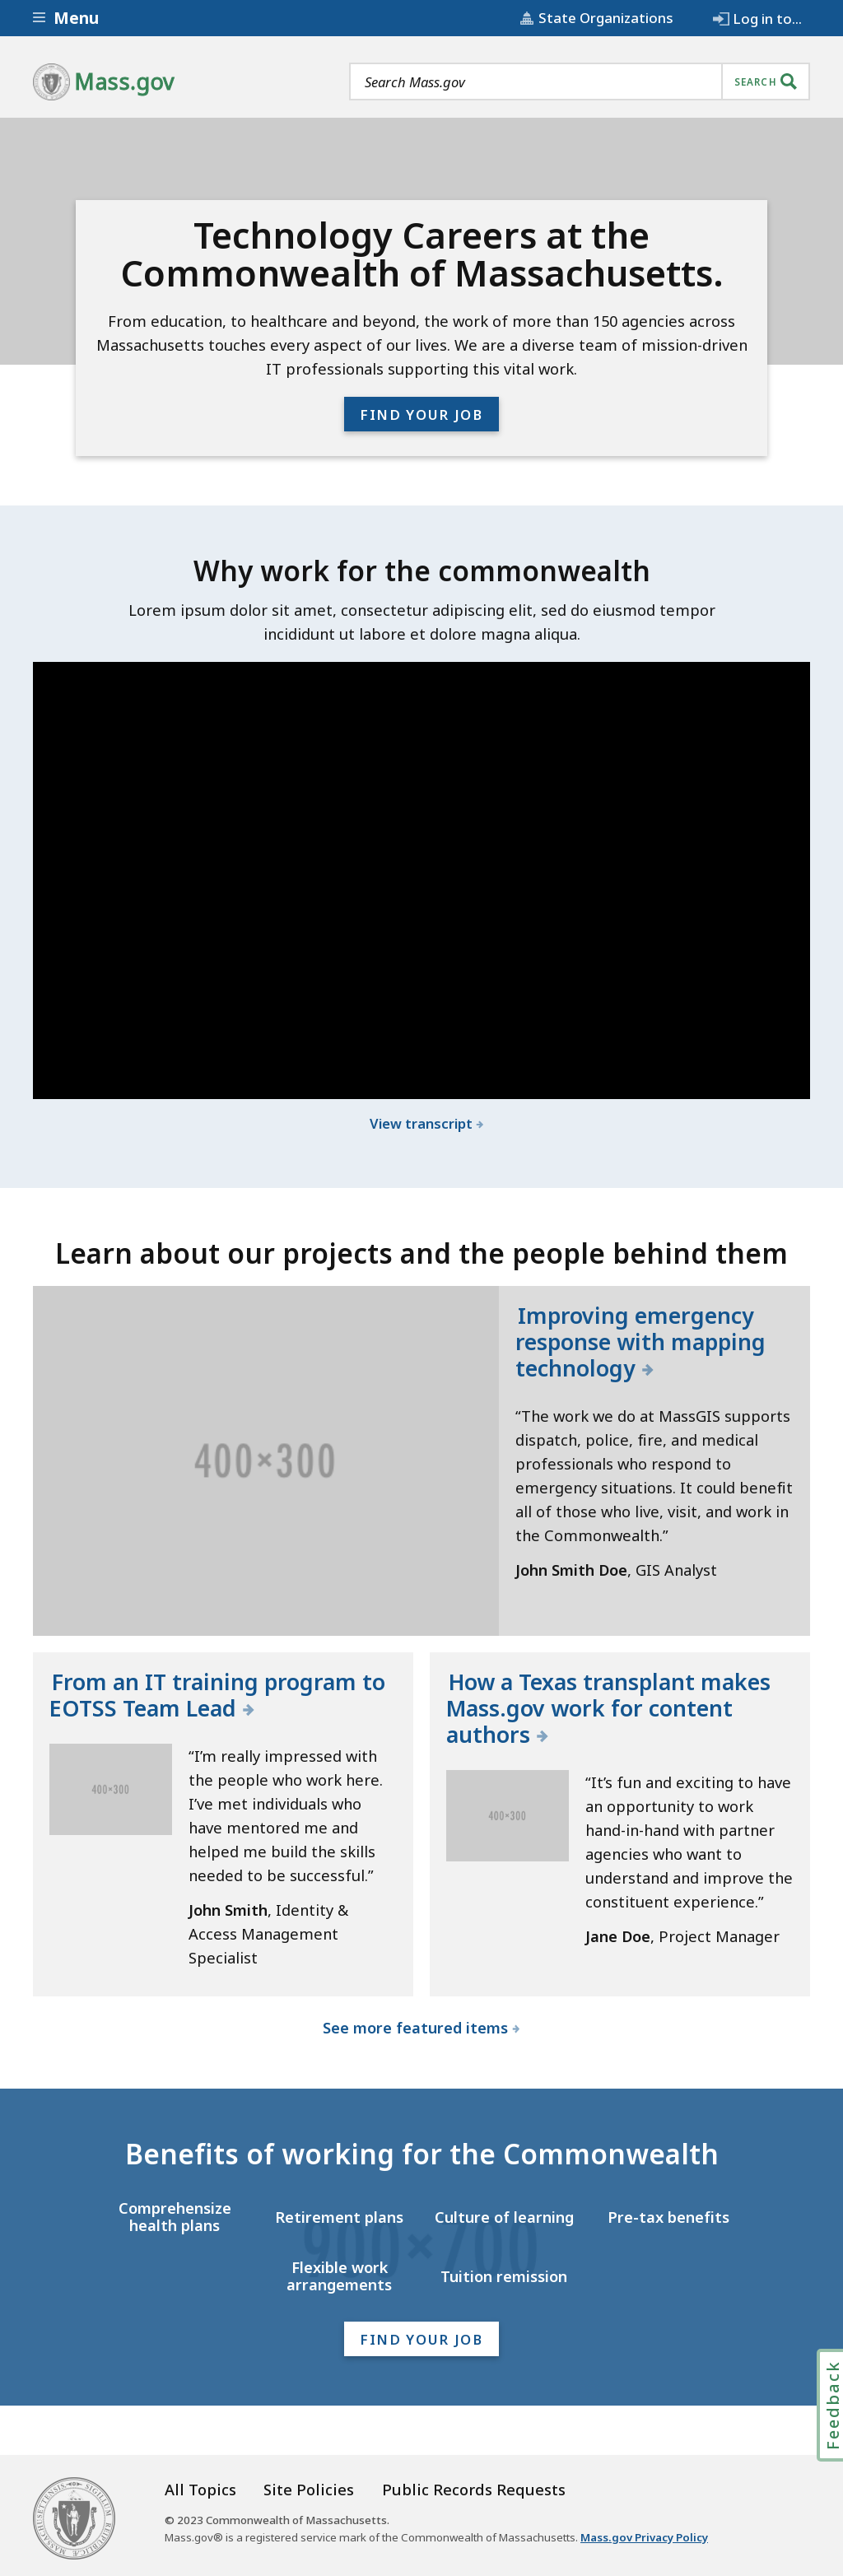 Menu
State Organizations
Log in to...
Mass.gov
Search Mass.gov
SEARCH
Technology Careers at the
Commonwealth of Massachusetts.
From education, to healthcare and beyond, the work of more than 150 agencies across
Massachusetts touches every aspect of our lives. We are a diverse team of mission-driven
IT professionals supporting this vital work.
FIND YOUR JOB
Why work for the commonwealth
Lorem ipsum dolor sit amet, consectetur adipiscing elit, sed do eiusmod tempor
incididunt ut labore et dolore magna aliqua.
View transcript
Learn about our projects and the people behind them
400×300
Improving emergency
response with mapping
technology
“The work we do at MassGIS supports
dispatch, police, fire, and medical
professionals who respond to
emergency situations. It could benefit
all of those who live, visit, and work in
the Commonwealth.”
John Smith Doe, GIS Analyst
From an IT training program to
EOTSS Team Lead
400×300
“I’m really impressed with
the people who work here.
I’ve met individuals who
have mentored me and
helped me build the skills
needed to be successful.”
John Smith, Identity &
Access Management
Specialist
How a Texas transplant makes
Mass.gov work for content
authors
400×300
“It’s fun and exciting to have
an opportunity to work
hand-in-hand with partner
agencies who want to
understand and improve the
constituent experience.”
Jane Doe, Project Manager
See more featured items
Benefits of working for the Commonwealth
Comprehensize
health plans
Retirement plans
Culture of learning
Pre-tax benefits
900×700
Flexible work
arrangements
Tuition remission
FIND YOUR JOB
Feedback
All Topics
Site Policies
Public Records Requests
© 2023 Commonwealth of Massachusetts.
Mass.gov® is a registered service mark of the Commonwealth of Massachusetts. Mass.gov Privacy Policy